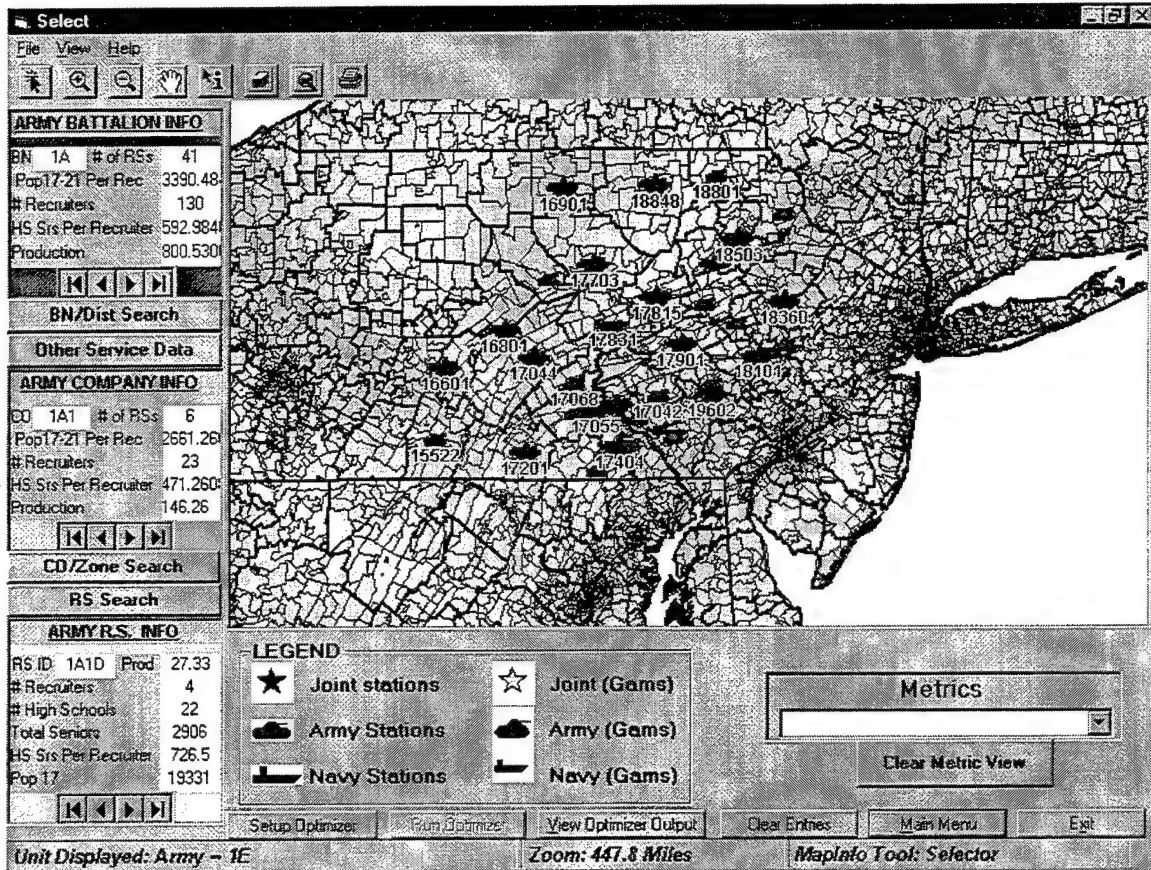 Select
File View Help
ARMY BATTALION INFO
BN 1A # of RSs 41
Pop17-21 Per Rec 3390.48
# Recruiters 130
HS Srs Per Recruiter 592.984
Production 800.530
BN/Dist Search
Other Service Data
ARMY COMPANY INFO
CO 1A1 # of RSs 6
Pop17-21 Per Rec 2661.26
# Recruiters 23
HS Srs Per Recruiter 471.260
Production 146.26
CO/Zone Search
RS Search
ARMY R.S. INFO
RS ID 1A1D Prod 27.33
# Recruiters 4
# High Schools 22
Total Seniors 2906
HS Srs Per Recruiter 726.5
Pop 17 19331
16901 18848 18801
18503
17703
17815 18360
16801 17831
17901
17044 18101
16601
17068
17042 19602
17055
15522 17201 17404
LEGEND
Joint stations Joint (Gams)
Army Stations Army (Gams)
Navy Stations Navy (Gams)
Metrics
Clear Metric View
Setup Optimizer Run Optimizer View Optimizer Output Clear Entries Main Menu Exit
Unit Displayed: Army - 1E Zoom: 447.8 Miles MapInfo Tool: Selector